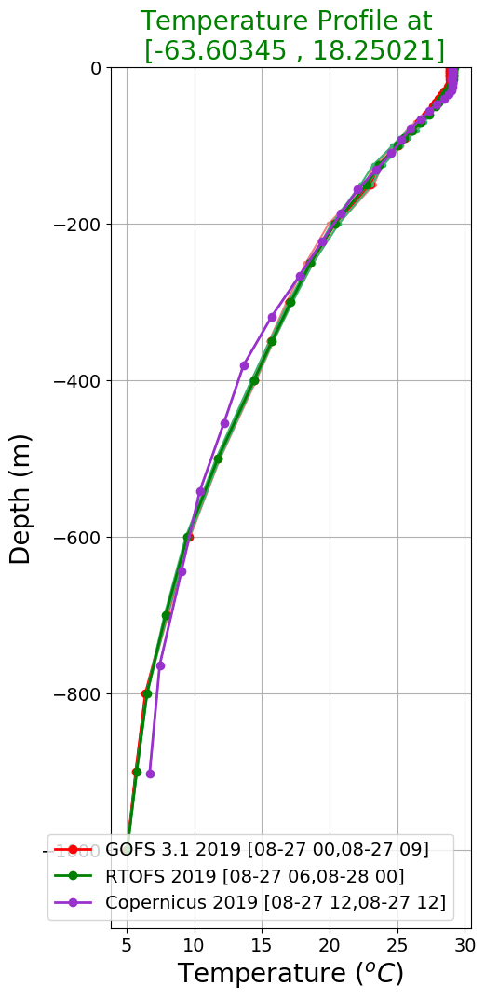 Temperature Profile at
[-63.60345 , 18.25021]
0
−200
−400
−600
−800
−1000
Depth (m)
GOFS 3.1 2019 [08-27 00,08-27 09]
RTOFS 2019 [08-27 06,08-28 00]
Copernicus 2019 [08-27 12,08-27 12]
5 10 15 20 25 30
Temperature (°C)